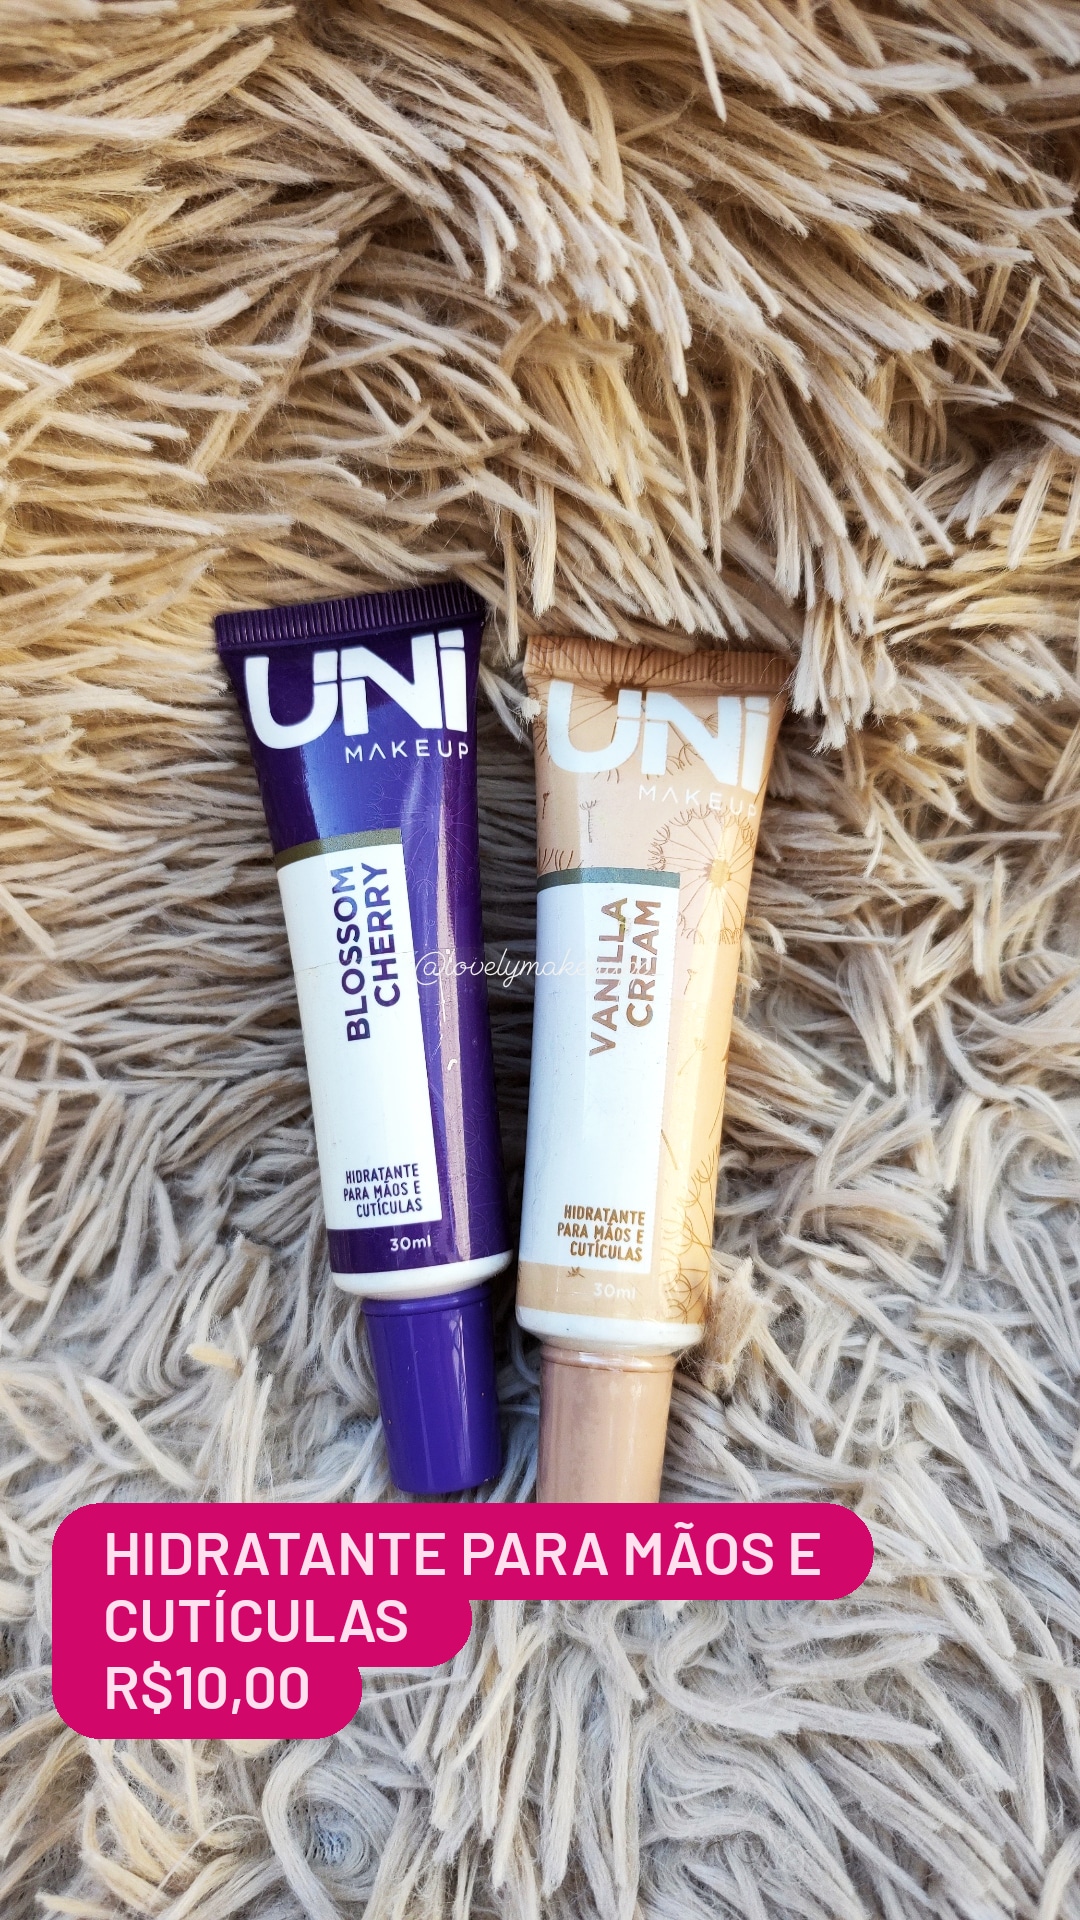 UNi
MAKEUP
BLOSSOM
CHERRY
HIDRATANTE
PARA MÃOS E
CUTÍCULAS
30ml
UNi
MAKEUP
VANILLA
CREAM
HIDRATANTE
PARA MÃOS E
CUTÍCULAS
30ml
HIDRATANTE PARA MÃOS E
CUTÍCULAS
R$10,00